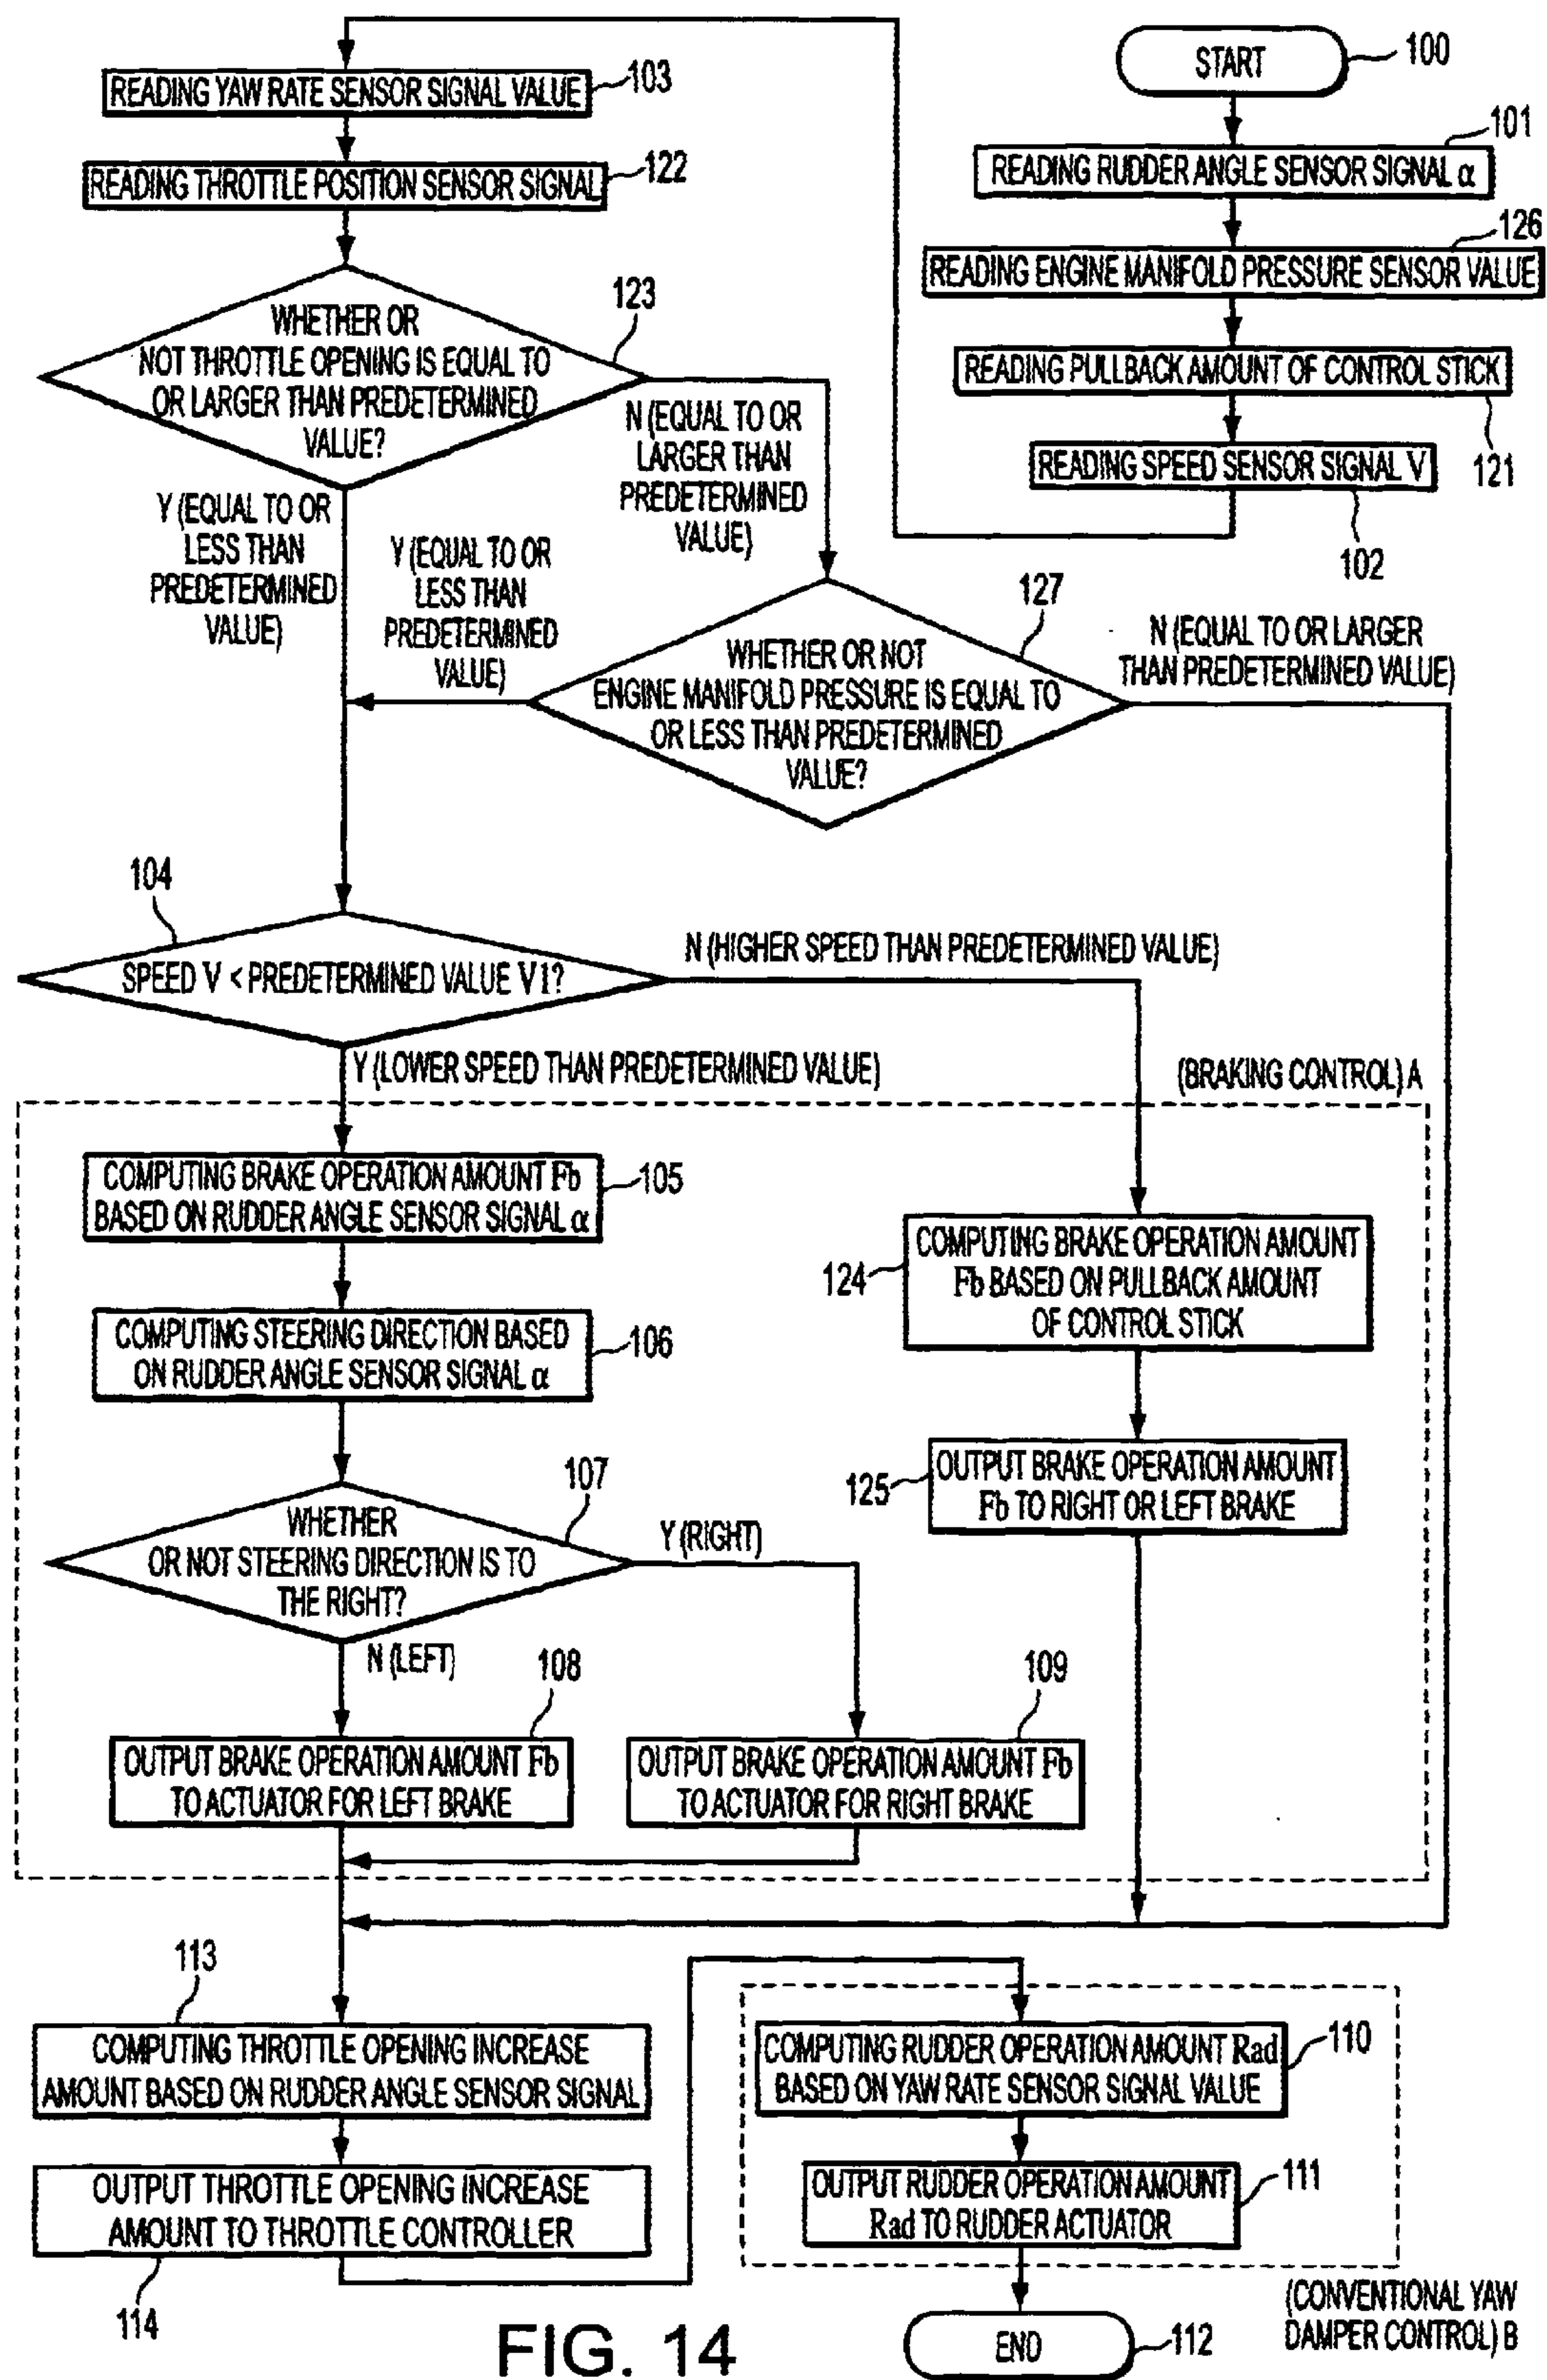 START
100
101
READING RUDDER ANGLE SENSOR SIGNAL α
126
READING ENGINE MANIFOLD PRESSURE SENSOR VALUE
READING PULLBACK AMOUNT OF CONTROL STICK
121
READING SPEED SENSOR SIGNAL V
102
READING YAW RATE SENSOR SIGNAL VALUE
103
READING THROTTLE POSITION SENSOR SIGNAL
122
123
WHETHER OR
NOT THROTTLE OPENING IS EQUAL TO
OR LARGER THAN PREDETERMINED
VALUE?
N (EQUAL TO OR
LARGER THAN
PREDETERMINED
VALUE)
Y (EQUAL TO OR
LESS THAN
PREDETERMINED
VALUE)
Y (EQUAL TO OR
LESS THAN
PREDETERMINED
VALUE)
127
WHETHER OR NOT
ENGINE MANIFOLD PRESSURE IS EQUAL TO
OR LESS THAN PREDETERMINED
VALUE?
N (EQUAL TO OR LARGER
THAN PREDETERMINED VALUE)
104
SPEED V < PREDETERMINED VALUE V1?
N (HIGHER SPEED THAN PREDETERMINED VALUE)
Y (LOWER SPEED THAN PREDETERMINED VALUE)
(BRAKING CONTROL) A
COMPUTING BRAKE OPERATION AMOUNT Fb
BASED ON RUDDER ANGLE SENSOR SIGNAL α
105
COMPUTING STEERING DIRECTION BASED
ON RUDDER ANGLE SENSOR SIGNAL α
106
124
COMPUTING BRAKE OPERATION AMOUNT
Fb BASED ON PULLBACK AMOUNT
OF CONTROL STICK
125
OUTPUT BRAKE OPERATION AMOUNT
Fb TO RIGHT OR LEFT BRAKE
107
WHETHER
OR NOT STEERING DIRECTION IS TO
THE RIGHT?
Y (RIGHT)
N (LEFT)
108
OUTPUT BRAKE OPERATION AMOUNT Fb
TO ACTUATOR FOR LEFT BRAKE
109
OUTPUT BRAKE OPERATION AMOUNT Fb
TO ACTUATOR FOR RIGHT BRAKE
113
COMPUTING THROTTLE OPENING INCREASE
AMOUNT BASED ON RUDDER ANGLE SENSOR SIGNAL
OUTPUT THROTTLE OPENING INCREASE
AMOUNT TO THROTTLE CONTROLLER
114
COMPUTING RUDDER OPERATION AMOUNT Rad
BASED ON YAW RATE SENSOR SIGNAL VALUE
110
OUTPUT RUDDER OPERATION AMOUNT
Rad TO RUDDER ACTUATOR
111
(CONVENTIONAL YAW
DAMPER CONTROL) B
END
112
FIG. 14